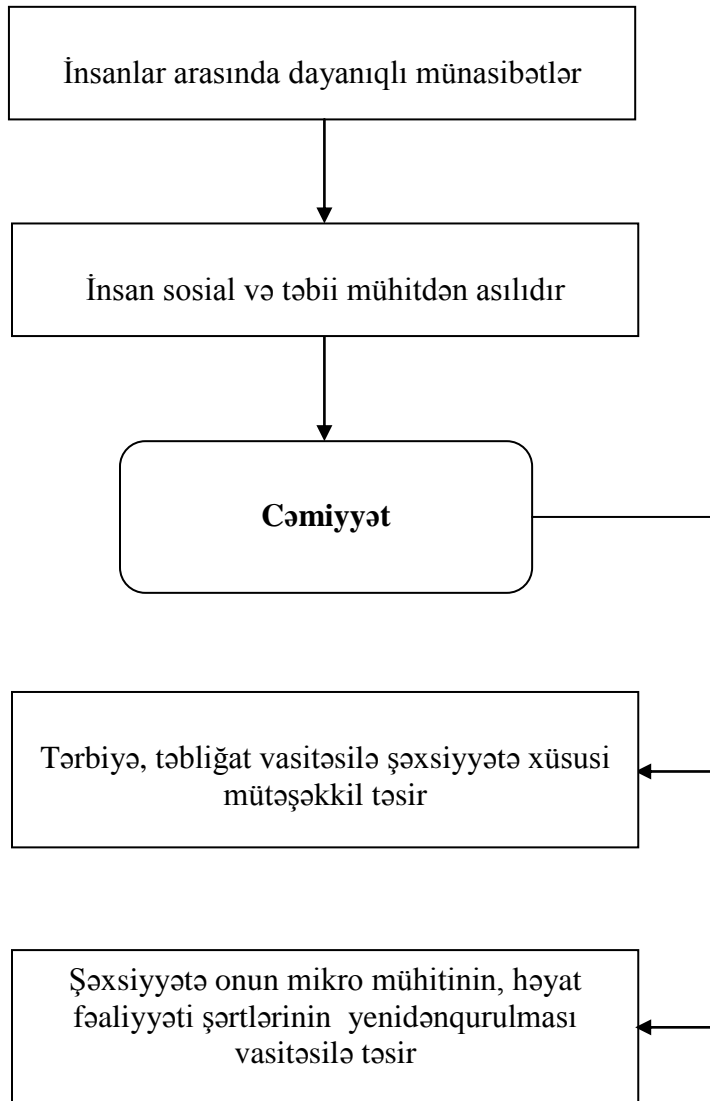 İnsanlar arasında dayanıqlı münasibətlər
İnsan sosial və təbii mühitdən asılıdır
Cəmiyyət
Tərbiyə, təbliğat vasitəsilə şəxsiyyətə xüsusi
mütəşəkkil təsir
Şəxsiyyətə onun mikro mühitinin, həyat
fəaliyyəti şərtlərinin yenidənqurulması
vasitəsilə təsir